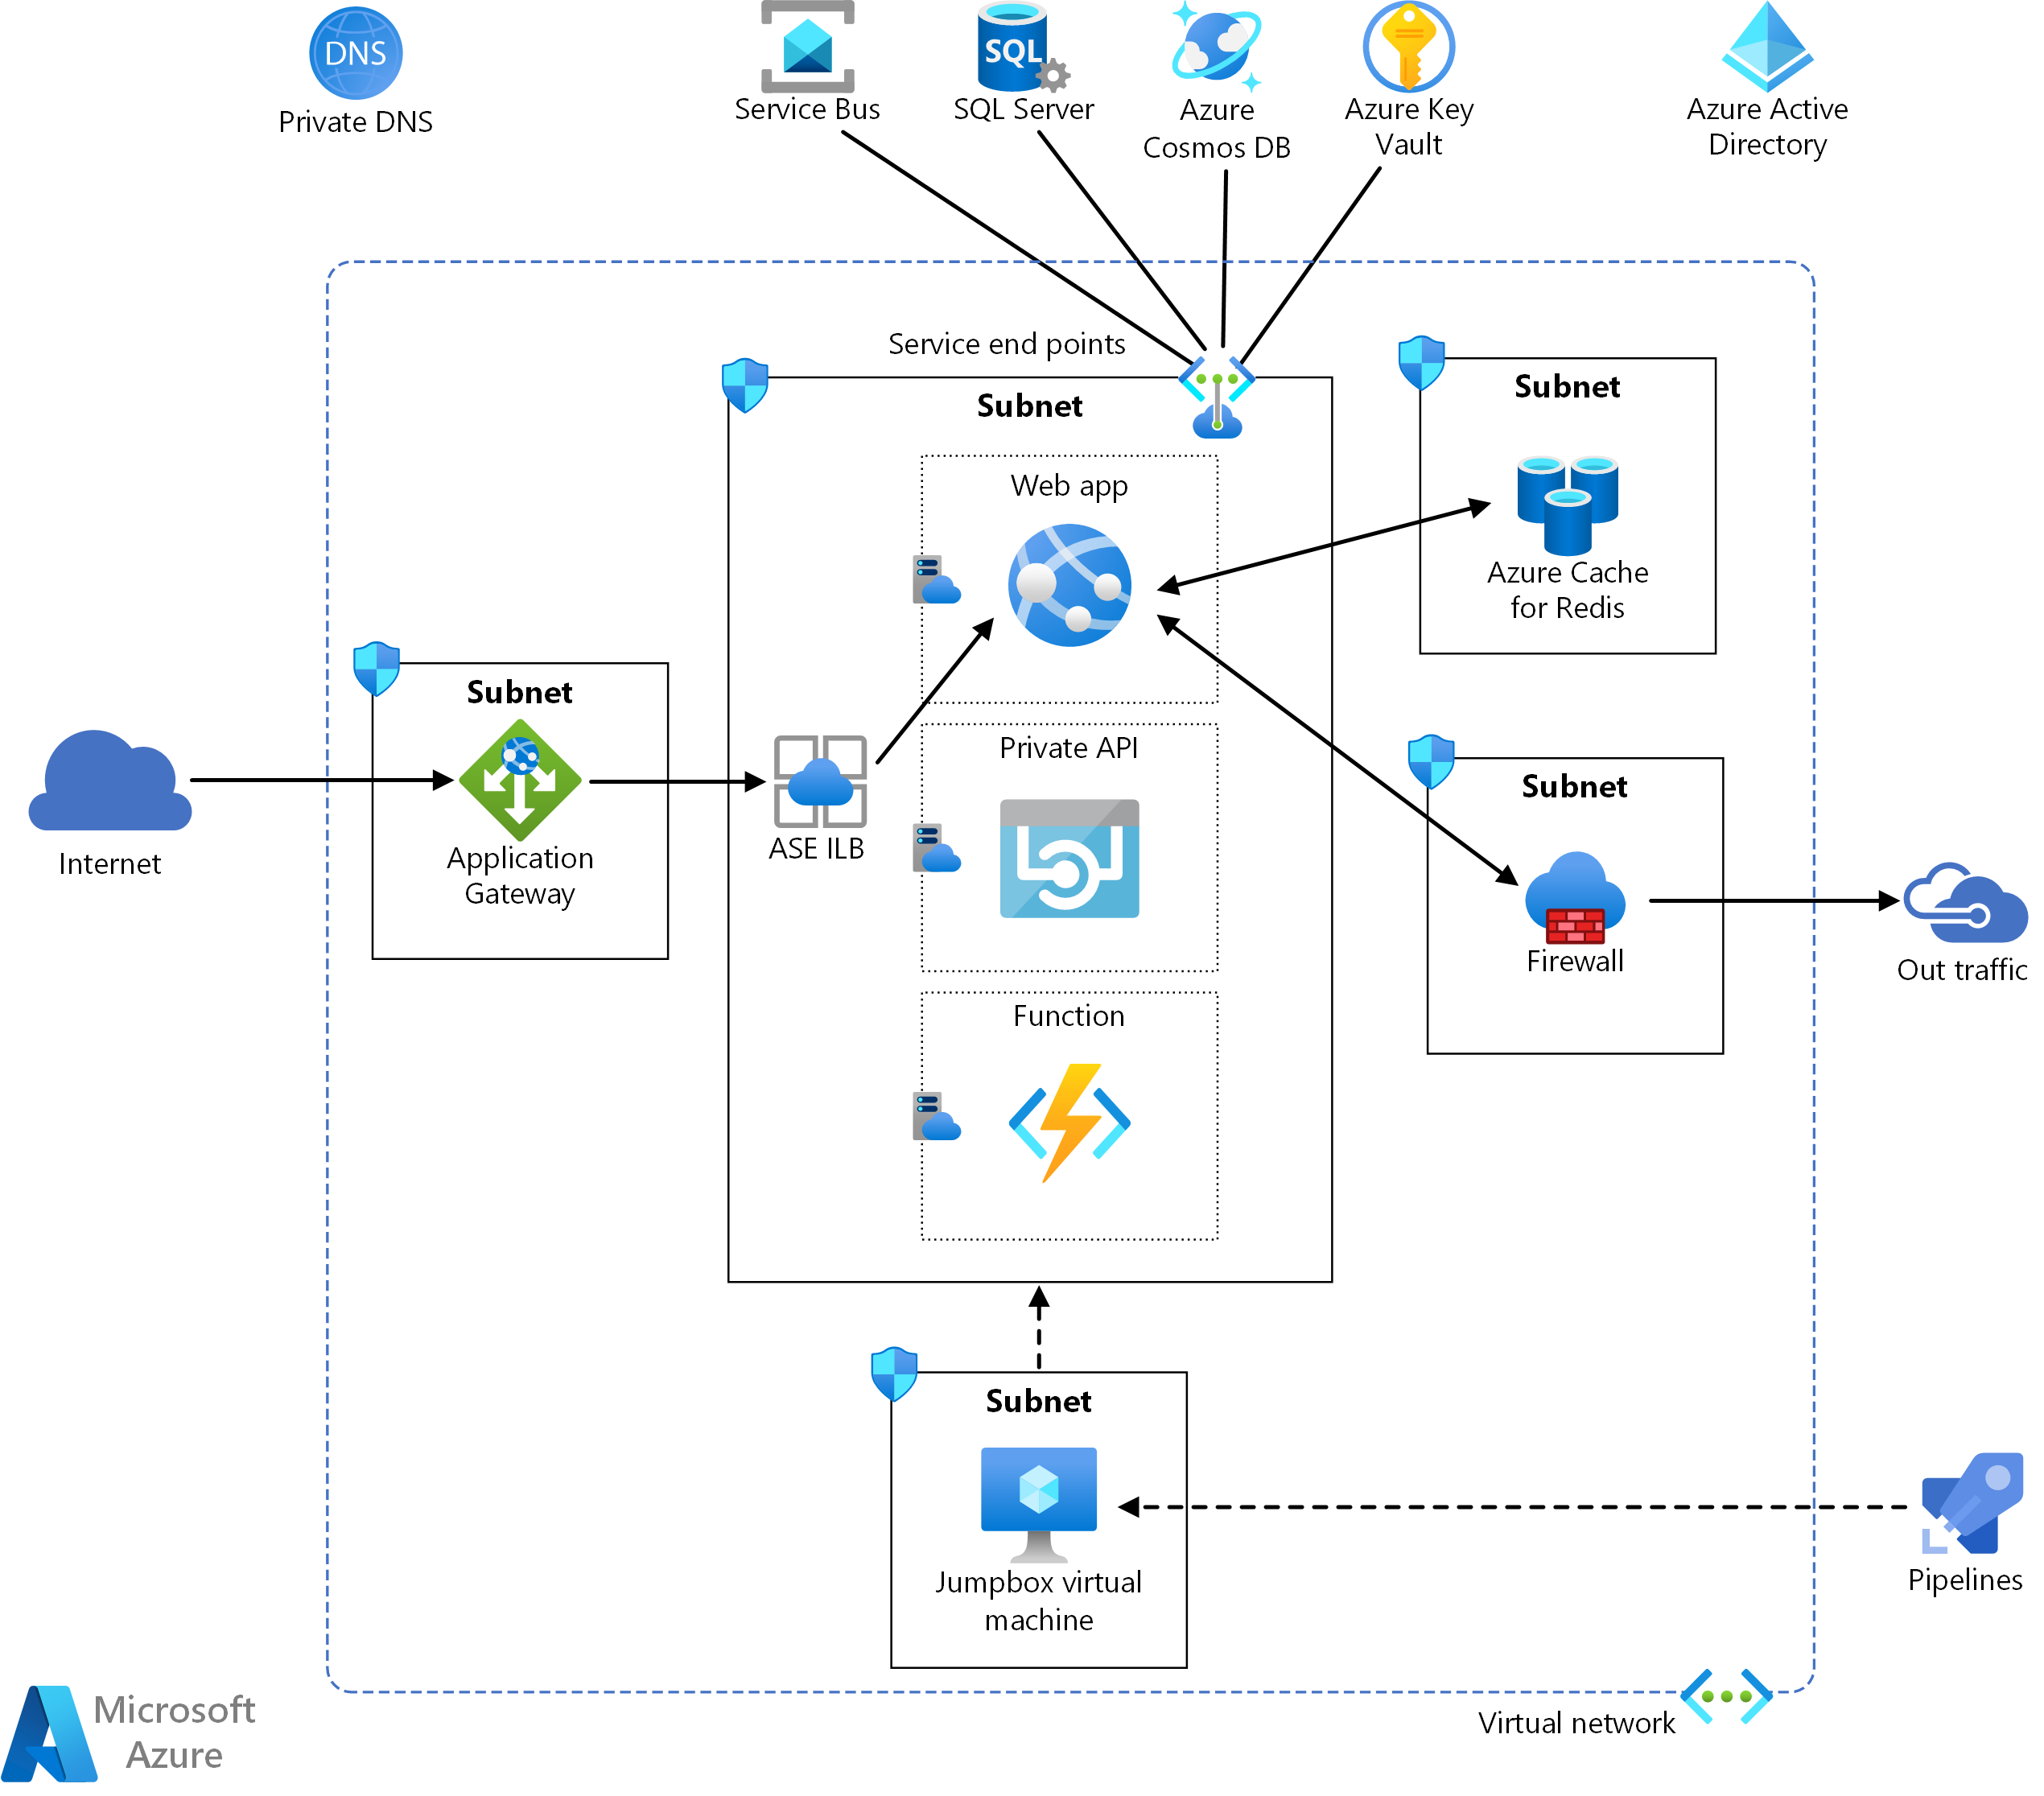 DNS
Private DNS
Service Bus
SQL
SQL Server
Azure
Cosmos DB
Azure Key
Vault
Azure Active
Directory
Service end points
Subnet
Web app
Subnet
Azure Cache
for Redis
Internet
Subnet
Application
Gateway
ASE ILB
Private API
Subnet
Firewall
Out traffic
Function
Subnet
Jumpbox virtual
machine
Pipelines
Virtual network
Microsoft
Azure